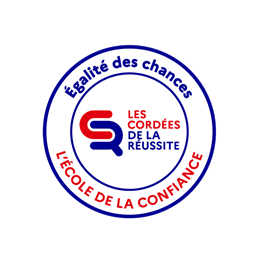 Égalité des chances
LES
CORDÉES
DE LA
RÉUSSITE
L'ÉCOLE DE LA CONFIANCE